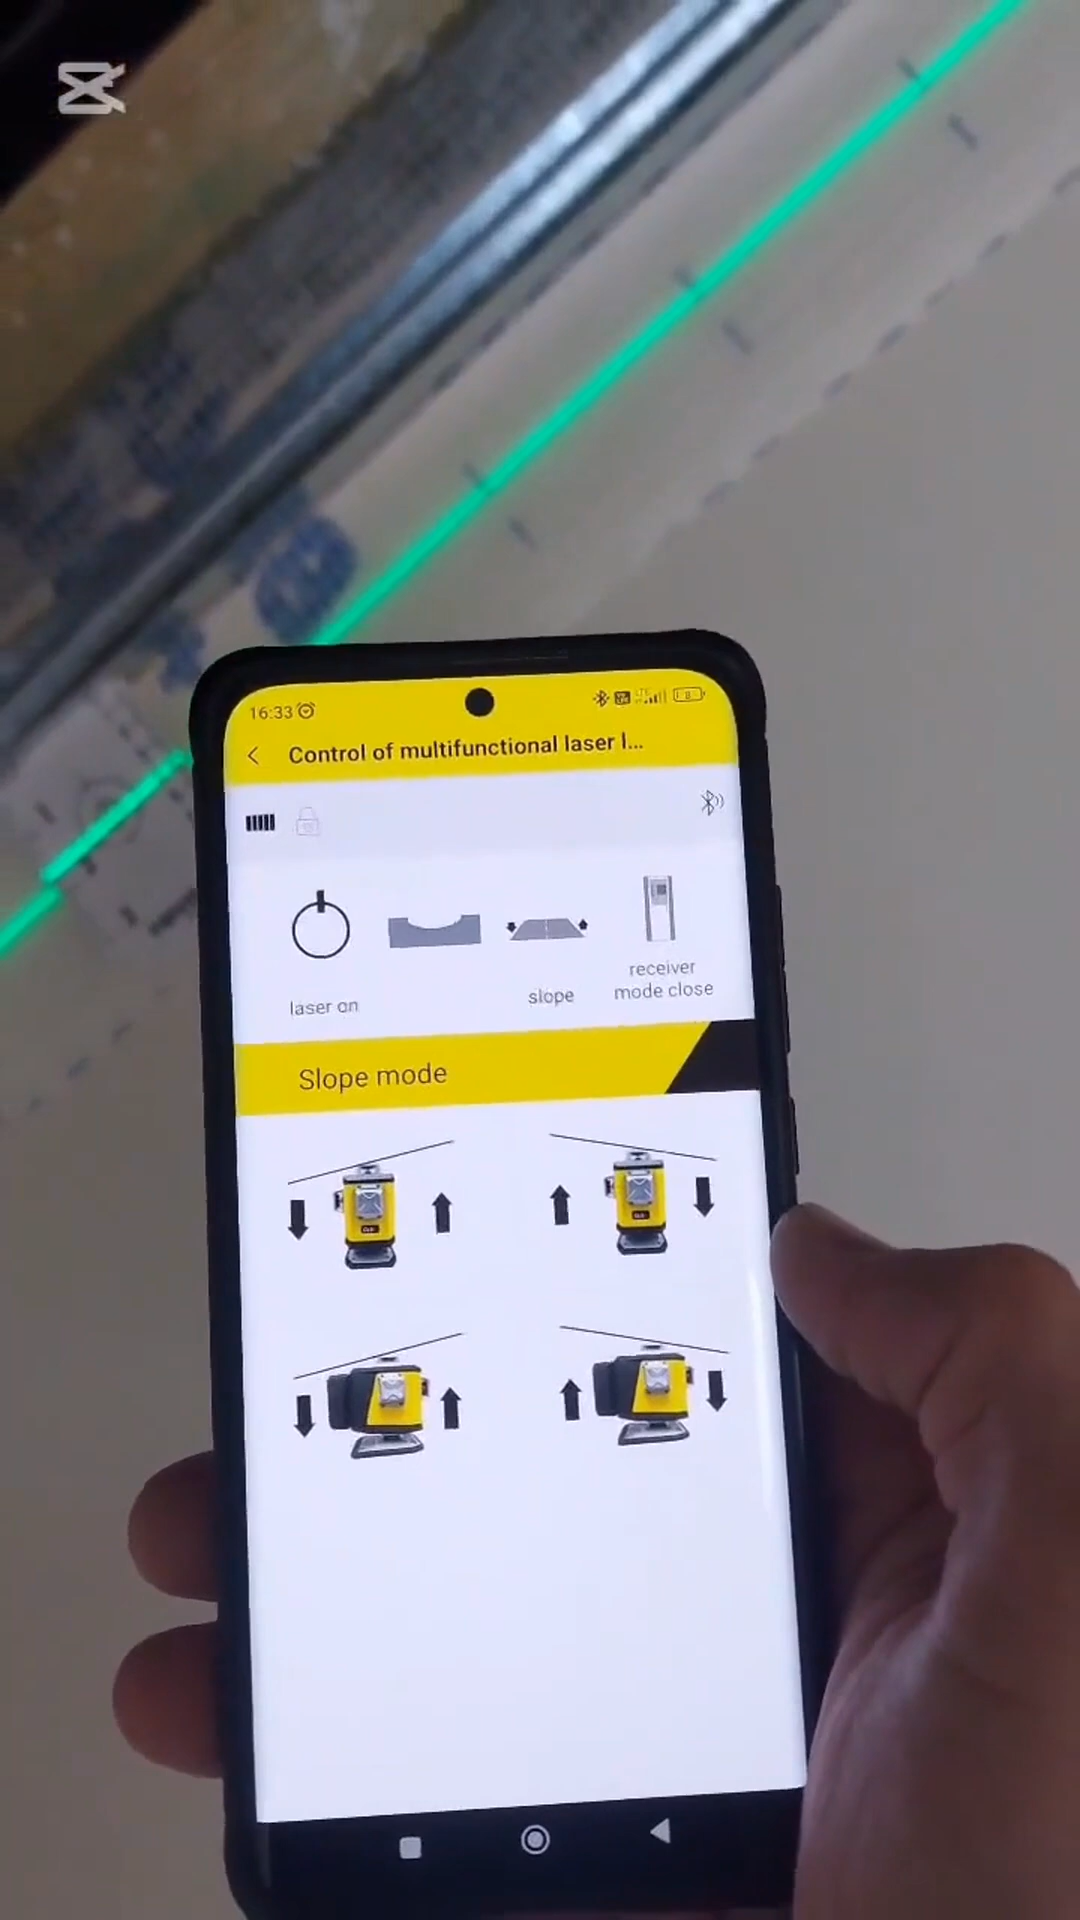 16:33
Control of multifunctional laser l...
laser on
slope
receiver
mode close
Slope mode